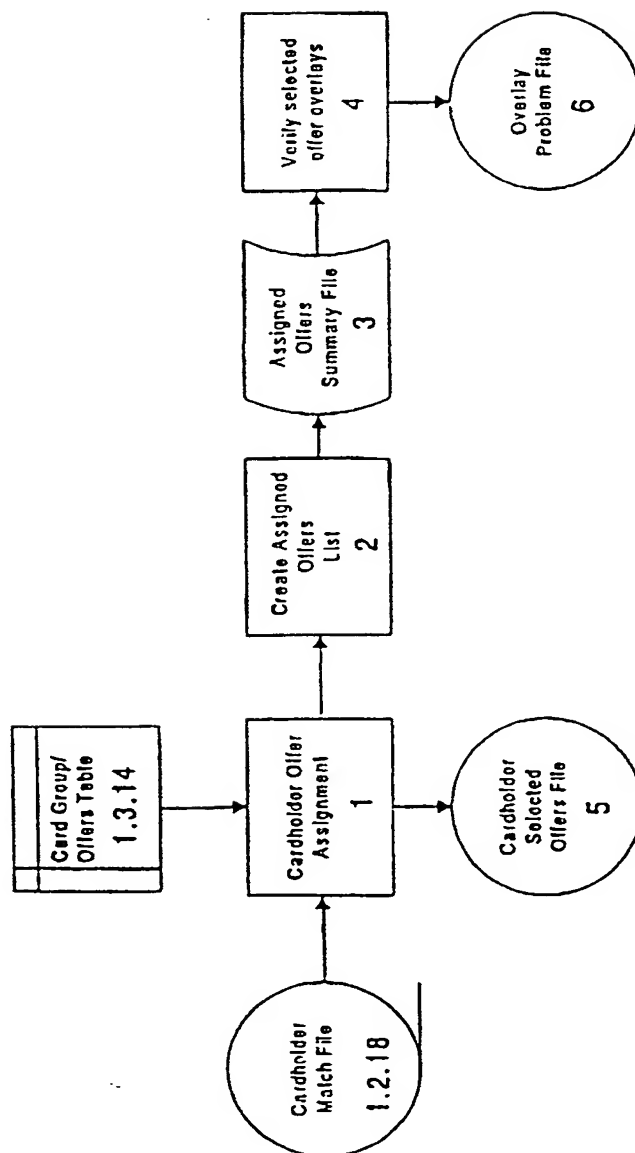 Card Group/
Offers Table
1.3.14
Cardholder
Match File
1.2.18
Cardholder Offer
Assignment
1
Cardholder
Selected
Offers File
5
Create Assigned
Offers
List
2
Assigned
Offers
Summary File
3
Verify selected
offer overlays
4
Overlay
Problem File
6